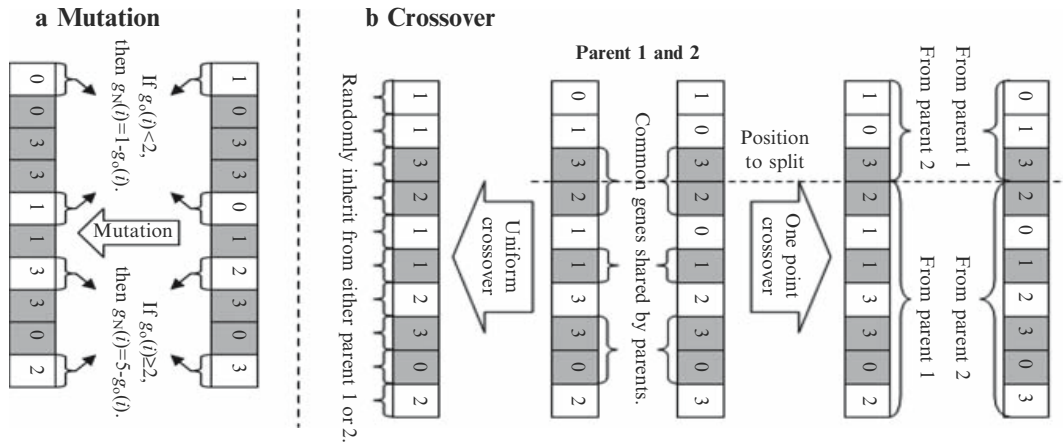 a Mutation
1 0 3 3 0 1 2 3 0 3
If gₒ(i)<2,
then g_N(i)=1-gₒ(i).
Mutation
If gₒ(i)≥2,
then g_N(i)=5-gₒ(i).
0 0 3 3 1 1 3 3 0 2
b Crossover
Parent 1 and 2
0 1 3 2 0 1 2 3 0 3
From parent 1
From parent 2
From parent 2
From parent 1
1 0 3 2 1 1 3 3 0 2
Position
to split
One point
crossover
1 0 3 2 0 1 2 3 0 3
Common genes shared by parents.
0 1 3 2 1 1 3 3 0 2
Uniform
crossover
1 1 3 2 1 1 2 3 0 2
Randomly inherit from either parent 1 or 2.